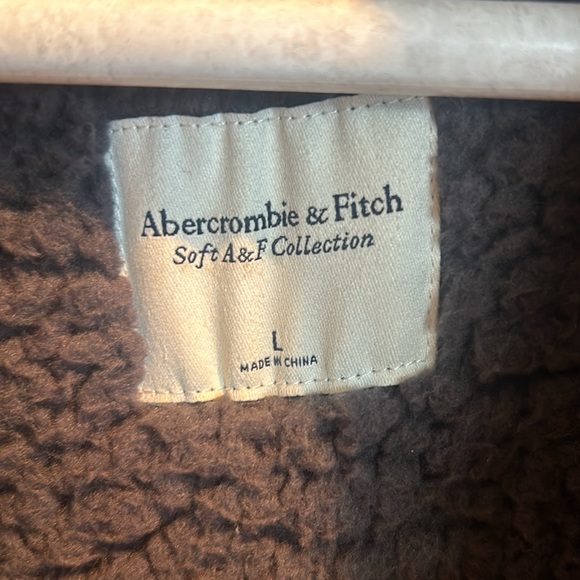 Abercrombie & Fitch
Soft A&F Collection
L
MADE IN CHINA